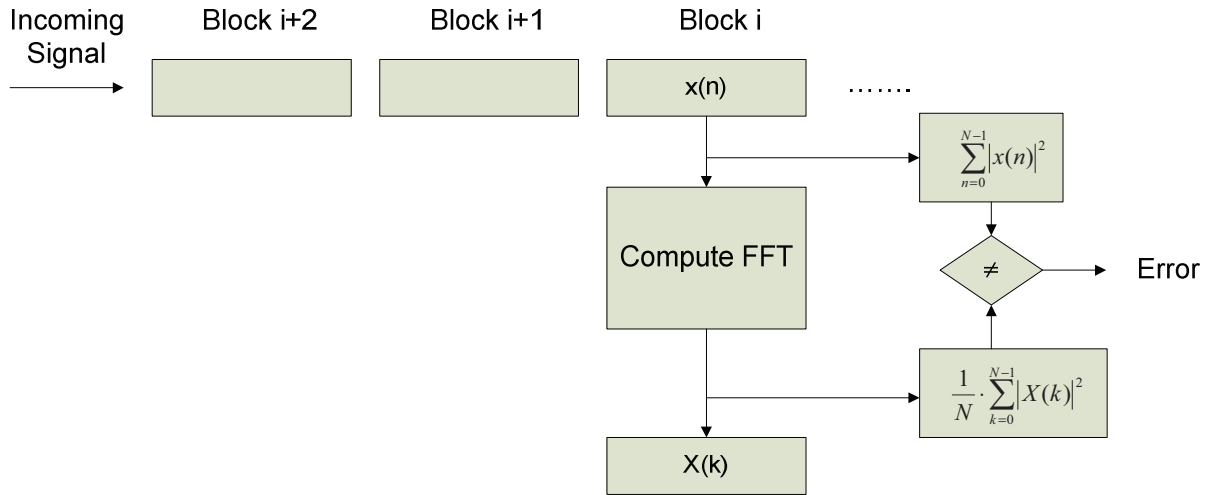 Incoming
Signal
Block i+2
Block i+1
Block i
x(n)
.......
N−1
∑|x(n)|²
n=0
Compute FFT
≠
Error
1/N · ∑|X(k)|²
N−1
k=0
X(k)